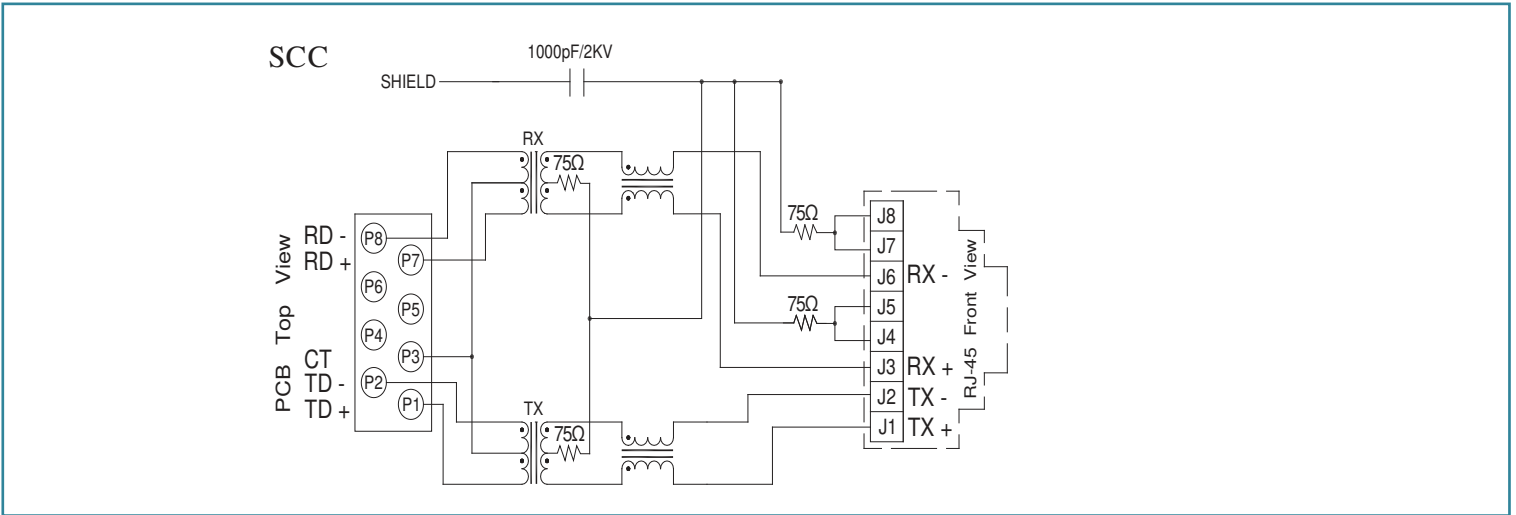 SCC
1000pF/2KV
SHIELD
RX
75Ω
PCB Top View
RD -
RD +
CT
TD -
TD +
P8
P7
P6
P5
P4
P3
P2
P1
TX
75Ω
75Ω
75Ω
J8
J7
J6
J5
J4
J3
J2
J1
RX -
RX +
TX -
TX +
RJ-45 Front View